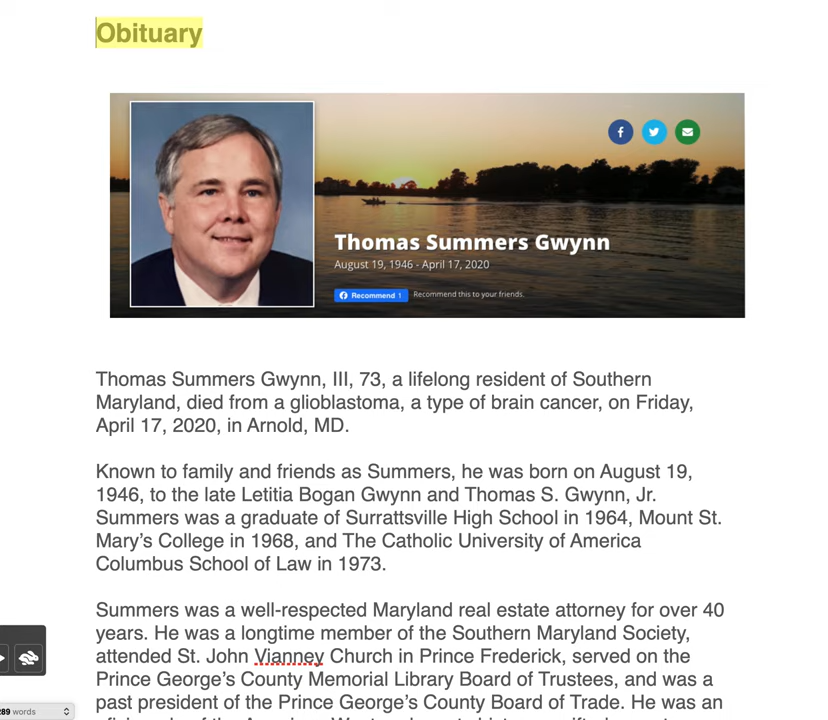 Obituary
Thomas Summers Gwynn
August 19, 1946 - April 17, 2020
Recommend 1 Recommend this to your friends.
Thomas Summers Gwynn, III, 73, a lifelong resident of Southern
Maryland, died from a glioblastoma, a type of brain cancer, on Friday,
April 17, 2020, in Arnold, MD.
Known to family and friends as Summers, he was born on August 19,
1946, to the late Letitia Bogan Gwynn and Thomas S. Gwynn, Jr.
Summers was a graduate of Surrattsville High School in 1964, Mount St.
Mary’s College in 1968, and The Catholic University of America
Columbus School of Law in 1973.
Summers was a well-respected Maryland real estate attorney for over 40
years. He was a longtime member of the Southern Maryland Society,
attended St. John Vianney Church in Prince Frederick, served on the
Prince George’s County Memorial Library Board of Trustees, and was a
past president of the Prince George’s County Board of Trade. He was an
289 words